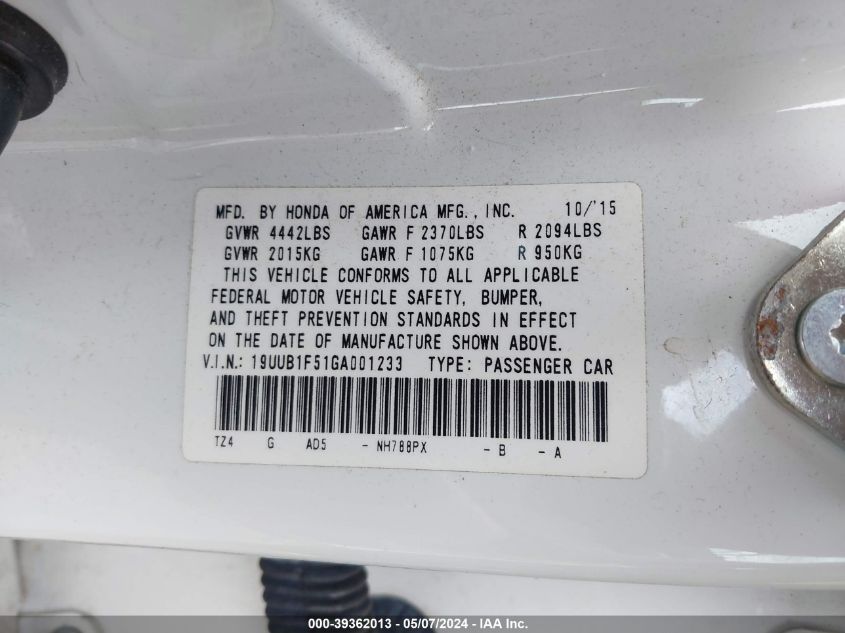 MFD. BY HONDA OF AMERICA MFG., INC. 10/'15
GVWR 4442LBS GAWR F 2370LBS R 2094LBS
GVWR 2015KG GAWR F 1075KG R 950KG
THIS VEHICLE CONFORMS TO ALL APPLICABLE
FEDERAL MOTOR VEHICLE SAFETY, BUMPER,
AND THEFT PREVENTION STANDARDS IN EFFECT
ON THE DATE OF MANUFACTURE SHOWN ABOVE.
V.I.N.: 19UUB1F51GA001233 TYPE: PASSENGER CAR
TZ4 G AD5 - NH788PX - B - A
000-39362013 - 05/07/2024 - IAA Inc.